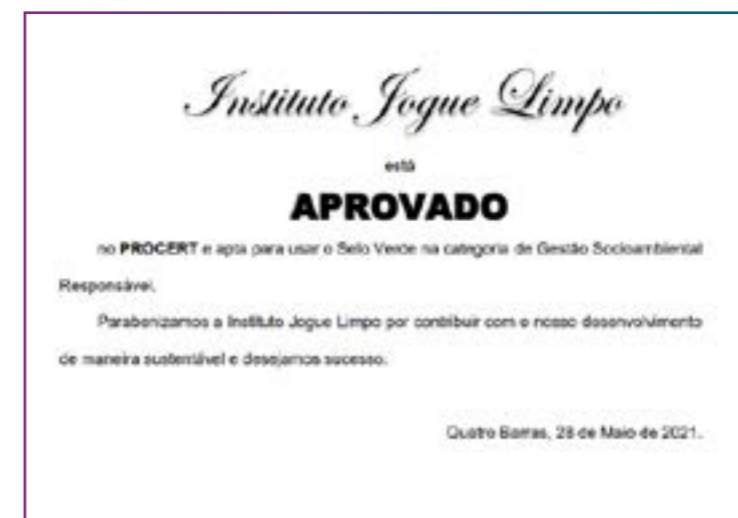 Instituto Jogue Limpo
está
APROVADO
no PROCERT e apta para usar o Selo Verde na categoria de Gestão Socioambiental
Responsável.
Parabenizamos a Instituto Jogue Limpo por contribuir com o nosso desenvolvimento
de maneira sustentável e desejamos sucesso.
Quatro Barras, 28 de Maio de 2021.